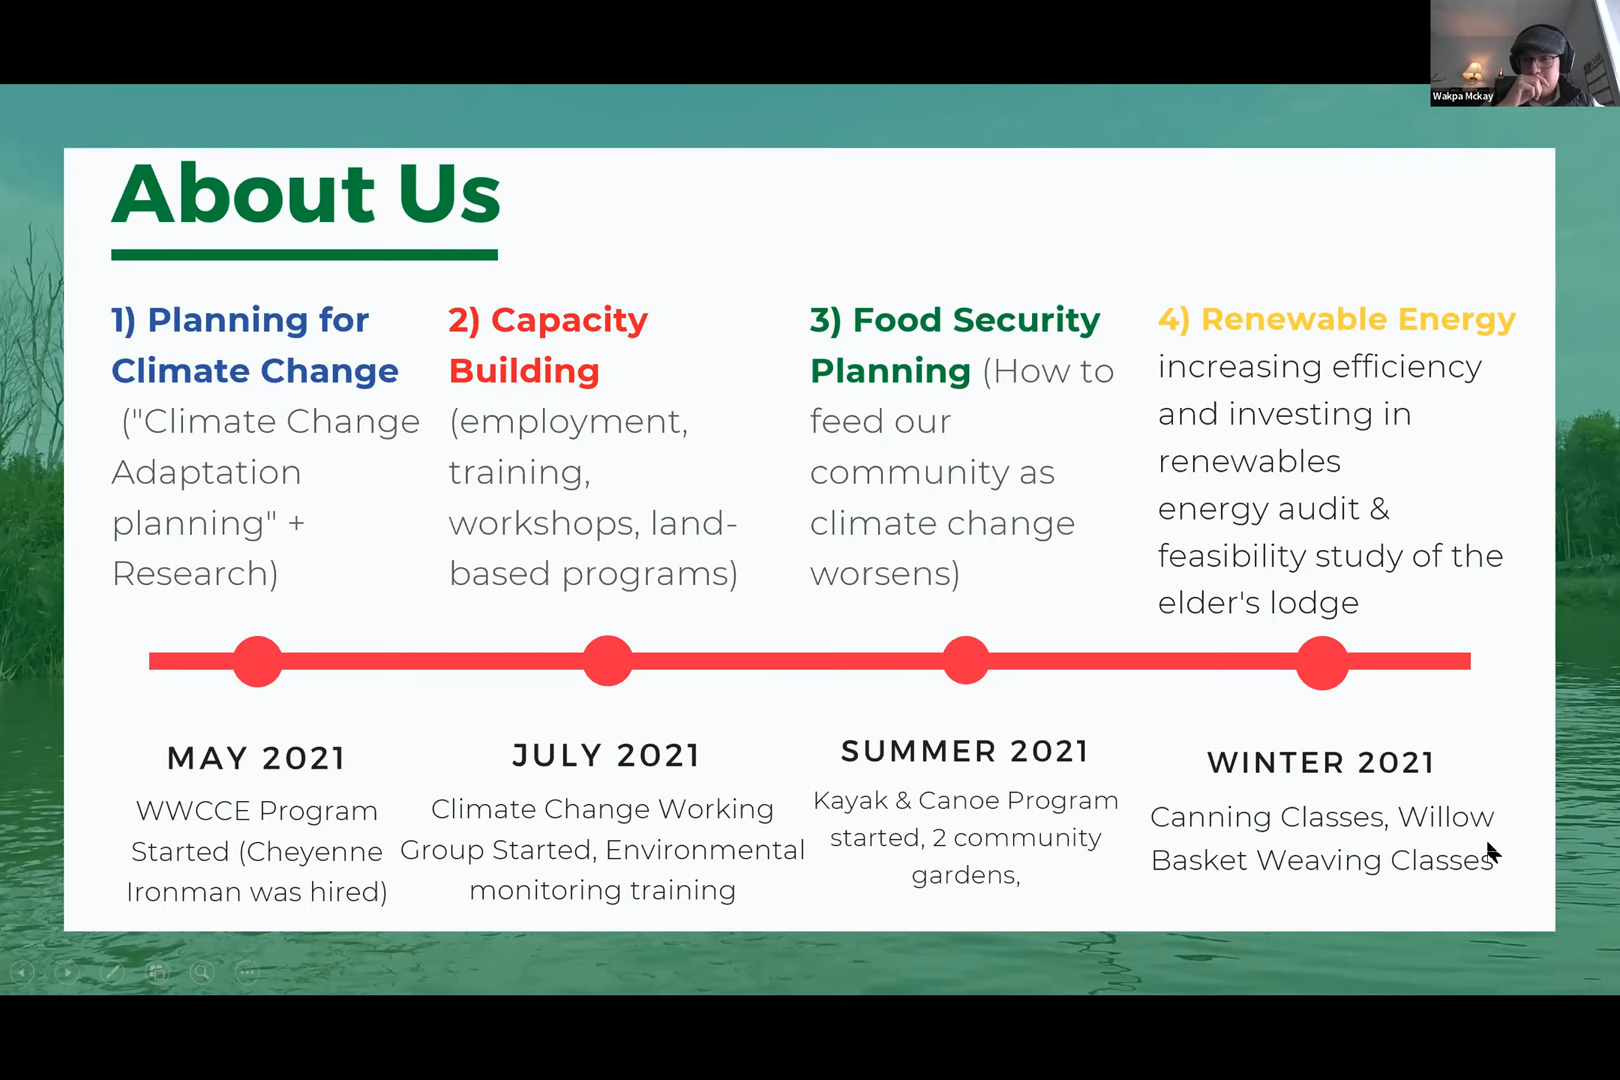 Wakpa Mckay
About Us
1) Planning for
Climate Change
("Climate Change
Adaptation
planning" +
Research)
2) Capacity
Building
(employment,
training,
workshops, land-
based programs)
3) Food Security
Planning (How to
feed our
community as
climate change
worsens)
4) Renewable Energy
increasing efficiency
and investing in
renewables
energy audit &
feasibility study of the
elder's lodge
MAY 2021
WWCCE Program
Started (Cheyenne
Ironman was hired)
JULY 2021
Climate Change Working
Group Started, Environmental
monitoring training
SUMMER 2021
Kayak & Canoe Program
started, 2 community
gardens,
WINTER 2021
Canning Classes, Willow
Basket Weaving Classes